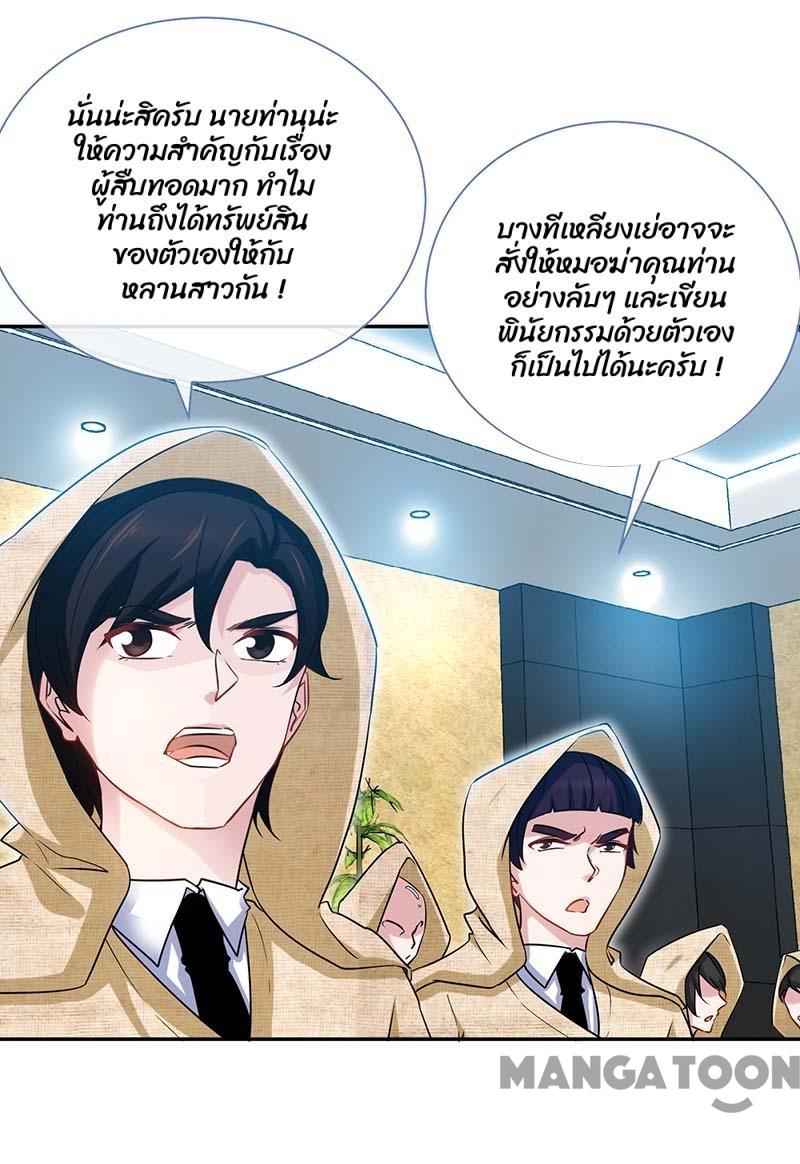 นั่นน่ะสิครับ นายท่านน่ะ
ให้ความสำคัญกับเรื่อง
ผู้สืบทอดมาก ทำไม
ท่านถึงได้ทรัพย์สิน
ของตัวเองให้กับ
หลานสาวกัน !
บางทีเหลียงเย่อาจจะ
สั่งให้หมอฆ่าคุณท่าน
อย่างลับๆ และเขียน
พินัยกรรมด้วยตัวเอง
ก็เป็นไปได้นะครับ !
MANGATOON